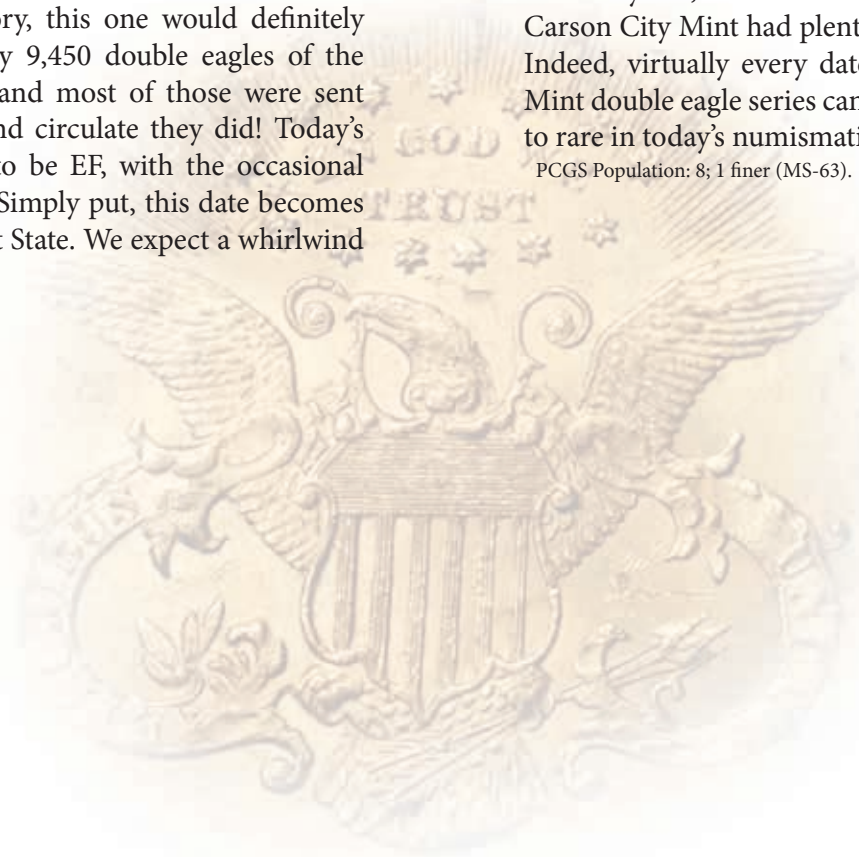 ory, this one would definitely
y 9,450 double eagles of the
and most of those were sent
nd circulate they did! Today’s
to be EF, with the occasional
Simply put, this date becomes
t State. We expect a whirlwind
Carson City Mint had plent
Indeed, virtually every dat
Mint double eagle series can
to rare in today’s numismati
PCGS Population: 8; 1 finer (MS-63).
GOD
TRUST